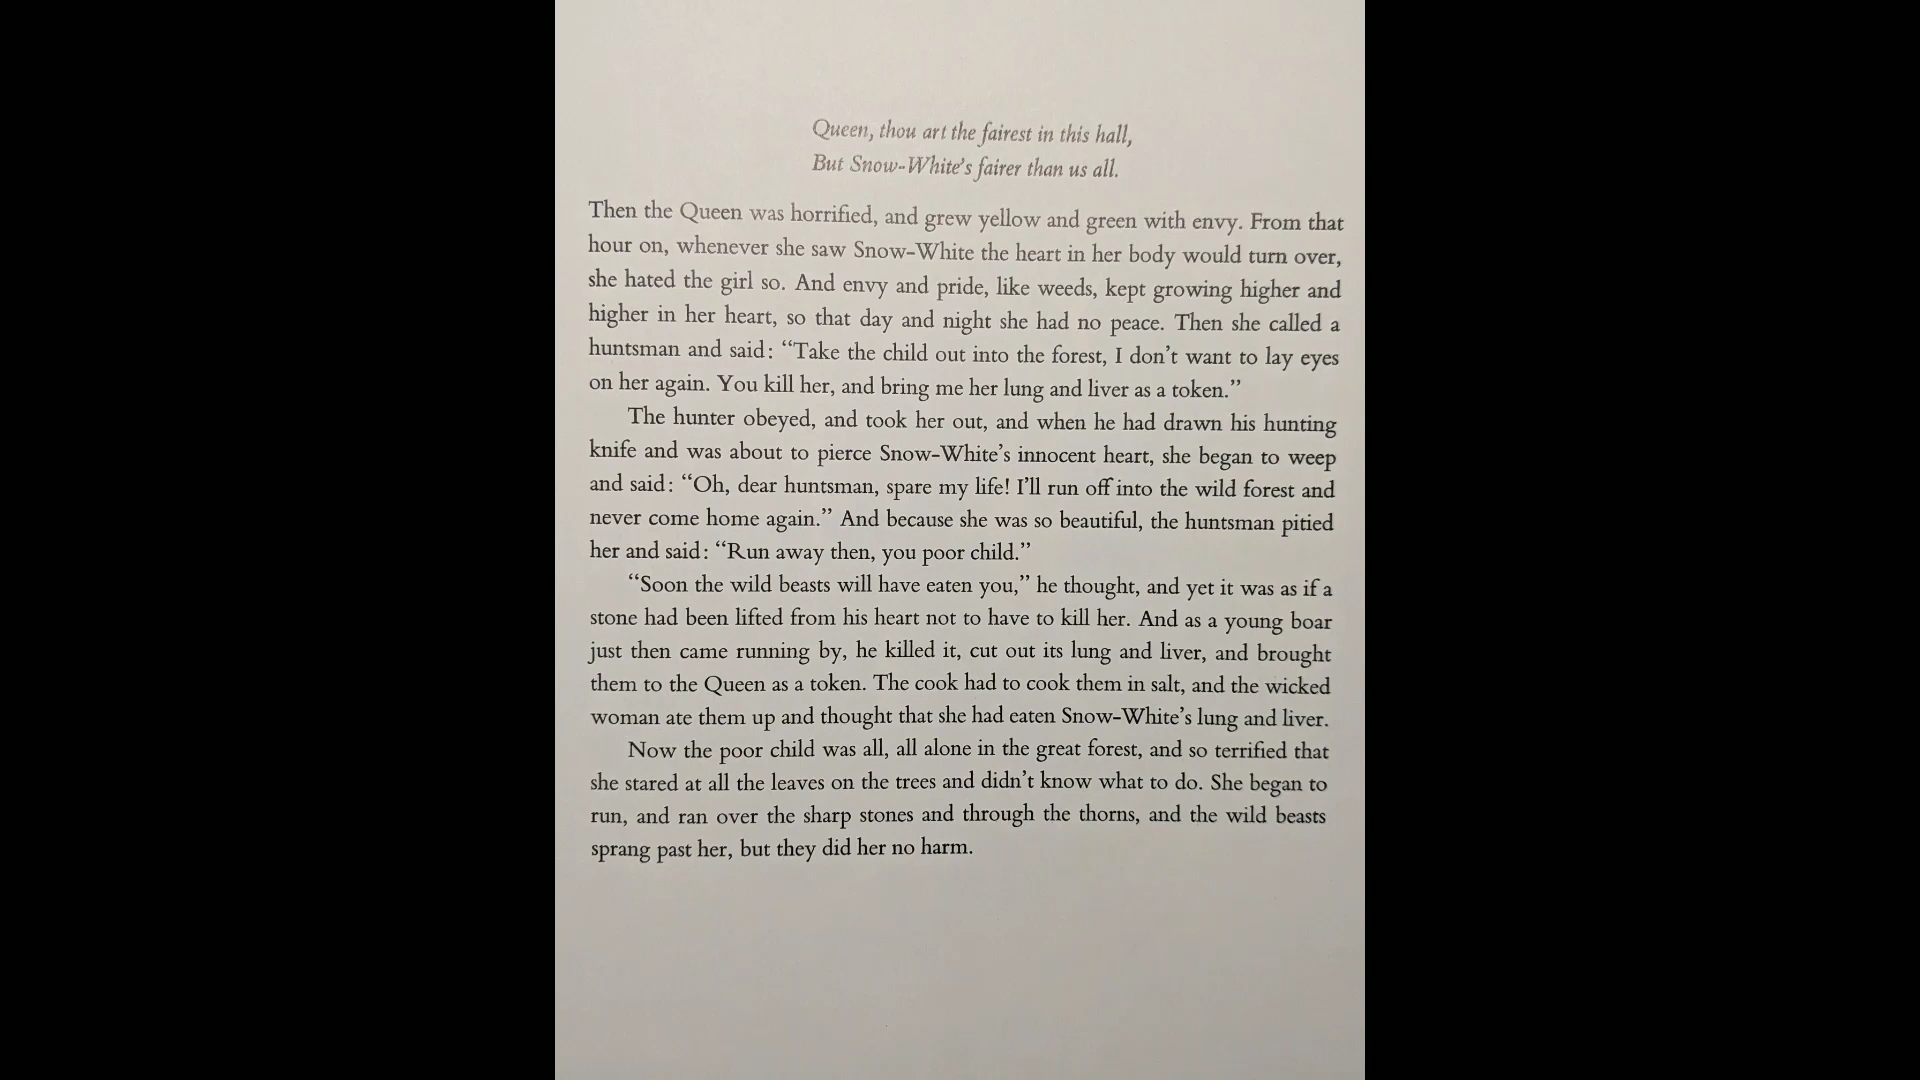 Queen, thou art the fairest in this hall,
But Snow-White’s fairer than us all.
Then the Queen was horrified, and grew yellow and green with envy. From that
hour on, whenever she saw Snow-White the heart in her body would turn over,
she hated the girl so. And envy and pride, like weeds, kept growing higher and
higher in her heart, so that day and night she had no peace. Then she called a
huntsman and said: “Take the child out into the forest, I don’t want to lay eyes
on her again. You kill her, and bring me her lung and liver as a token.”
The hunter obeyed, and took her out, and when he had drawn his hunting
knife and was about to pierce Snow-White’s innocent heart, she began to weep
and said: “Oh, dear huntsman, spare my life! I’ll run off into the wild forest and
never come home again.” And because she was so beautiful, the huntsman pitied
her and said: “Run away then, you poor child.”
“Soon the wild beasts will have eaten you,” he thought, and yet it was as if a
stone had been lifted from his heart not to have to kill her. And as a young boar
just then came running by, he killed it, cut out its lung and liver, and brought
them to the Queen as a token. The cook had to cook them in salt, and the wicked
woman ate them up and thought that she had eaten Snow-White’s lung and liver.
Now the poor child was all, all alone in the great forest, and so terrified that
she stared at all the leaves on the trees and didn’t know what to do. She began to
run, and ran over the sharp stones and through the thorns, and the wild beasts
sprang past her, but they did her no harm.